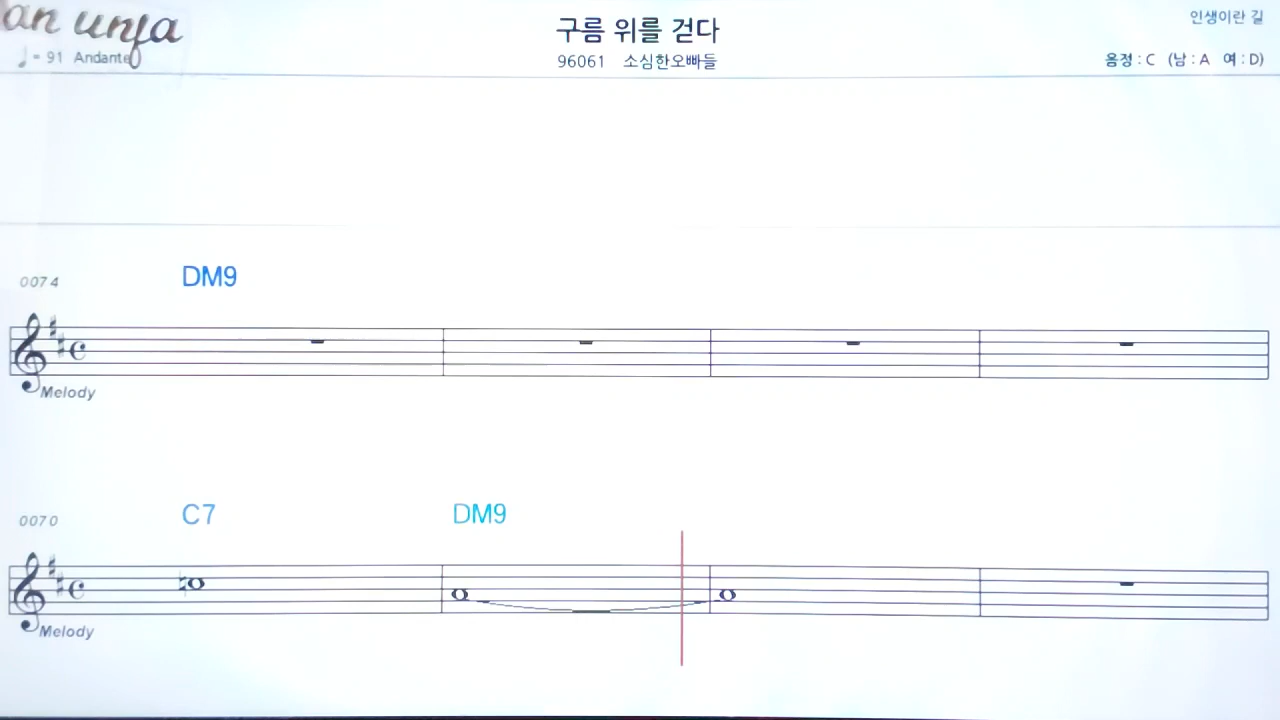 an unfa
인생이란 길
구름 위를 걷다
♩= 91 Andante
96061 소심한오빠들
음정 : C (남 : A 여 : D)
0074
DM9
Melody
0070
C7
DM9
Melody